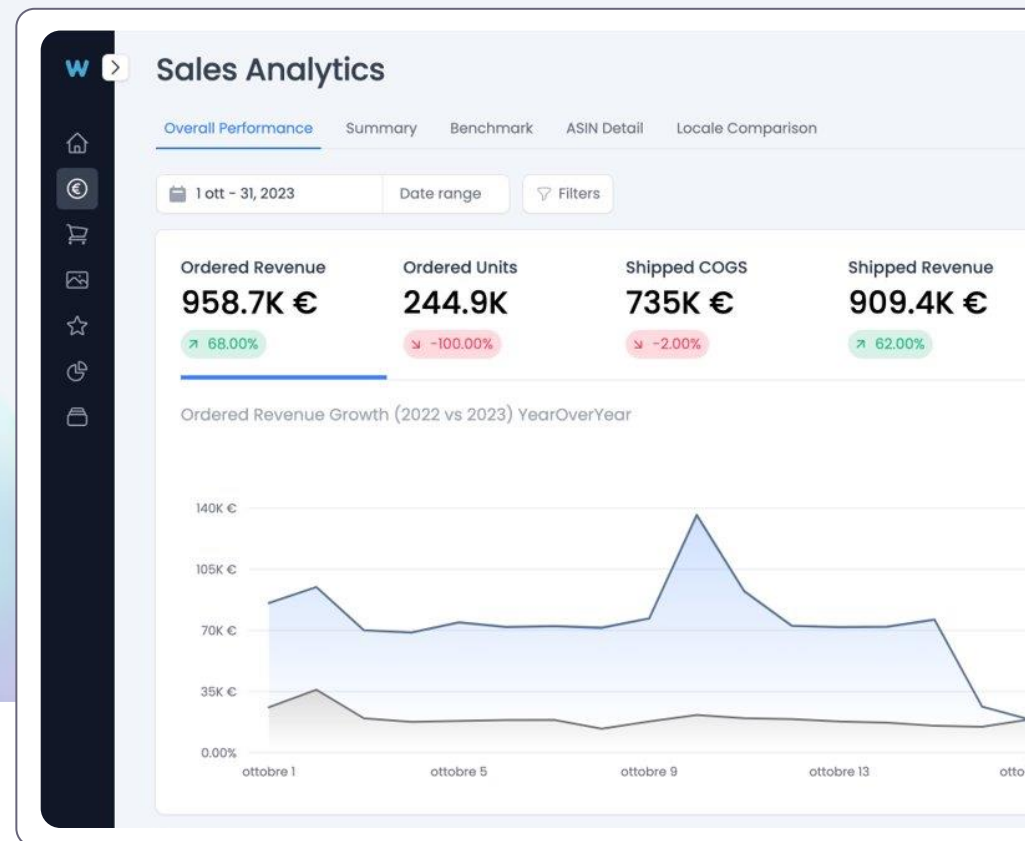 w
Sales Analytics
Overall Performance Summary Benchmark ASIN Detail Locale Comparison
1 ott - 31, 2023 Date range Filters
Ordered Revenue Ordered Units Shipped COGS Shipped Revenue
958.7K € 244.9K 735K € 909.4K €
68.00% -100.00% -2.00% 62.00%
Ordered Revenue Growth (2022 vs 2023) YearOverYear
140K €
105K €
70K €
35K €
0.00%
ottobre 1 ottobre 5 ottobre 9 ottobre 13 otto